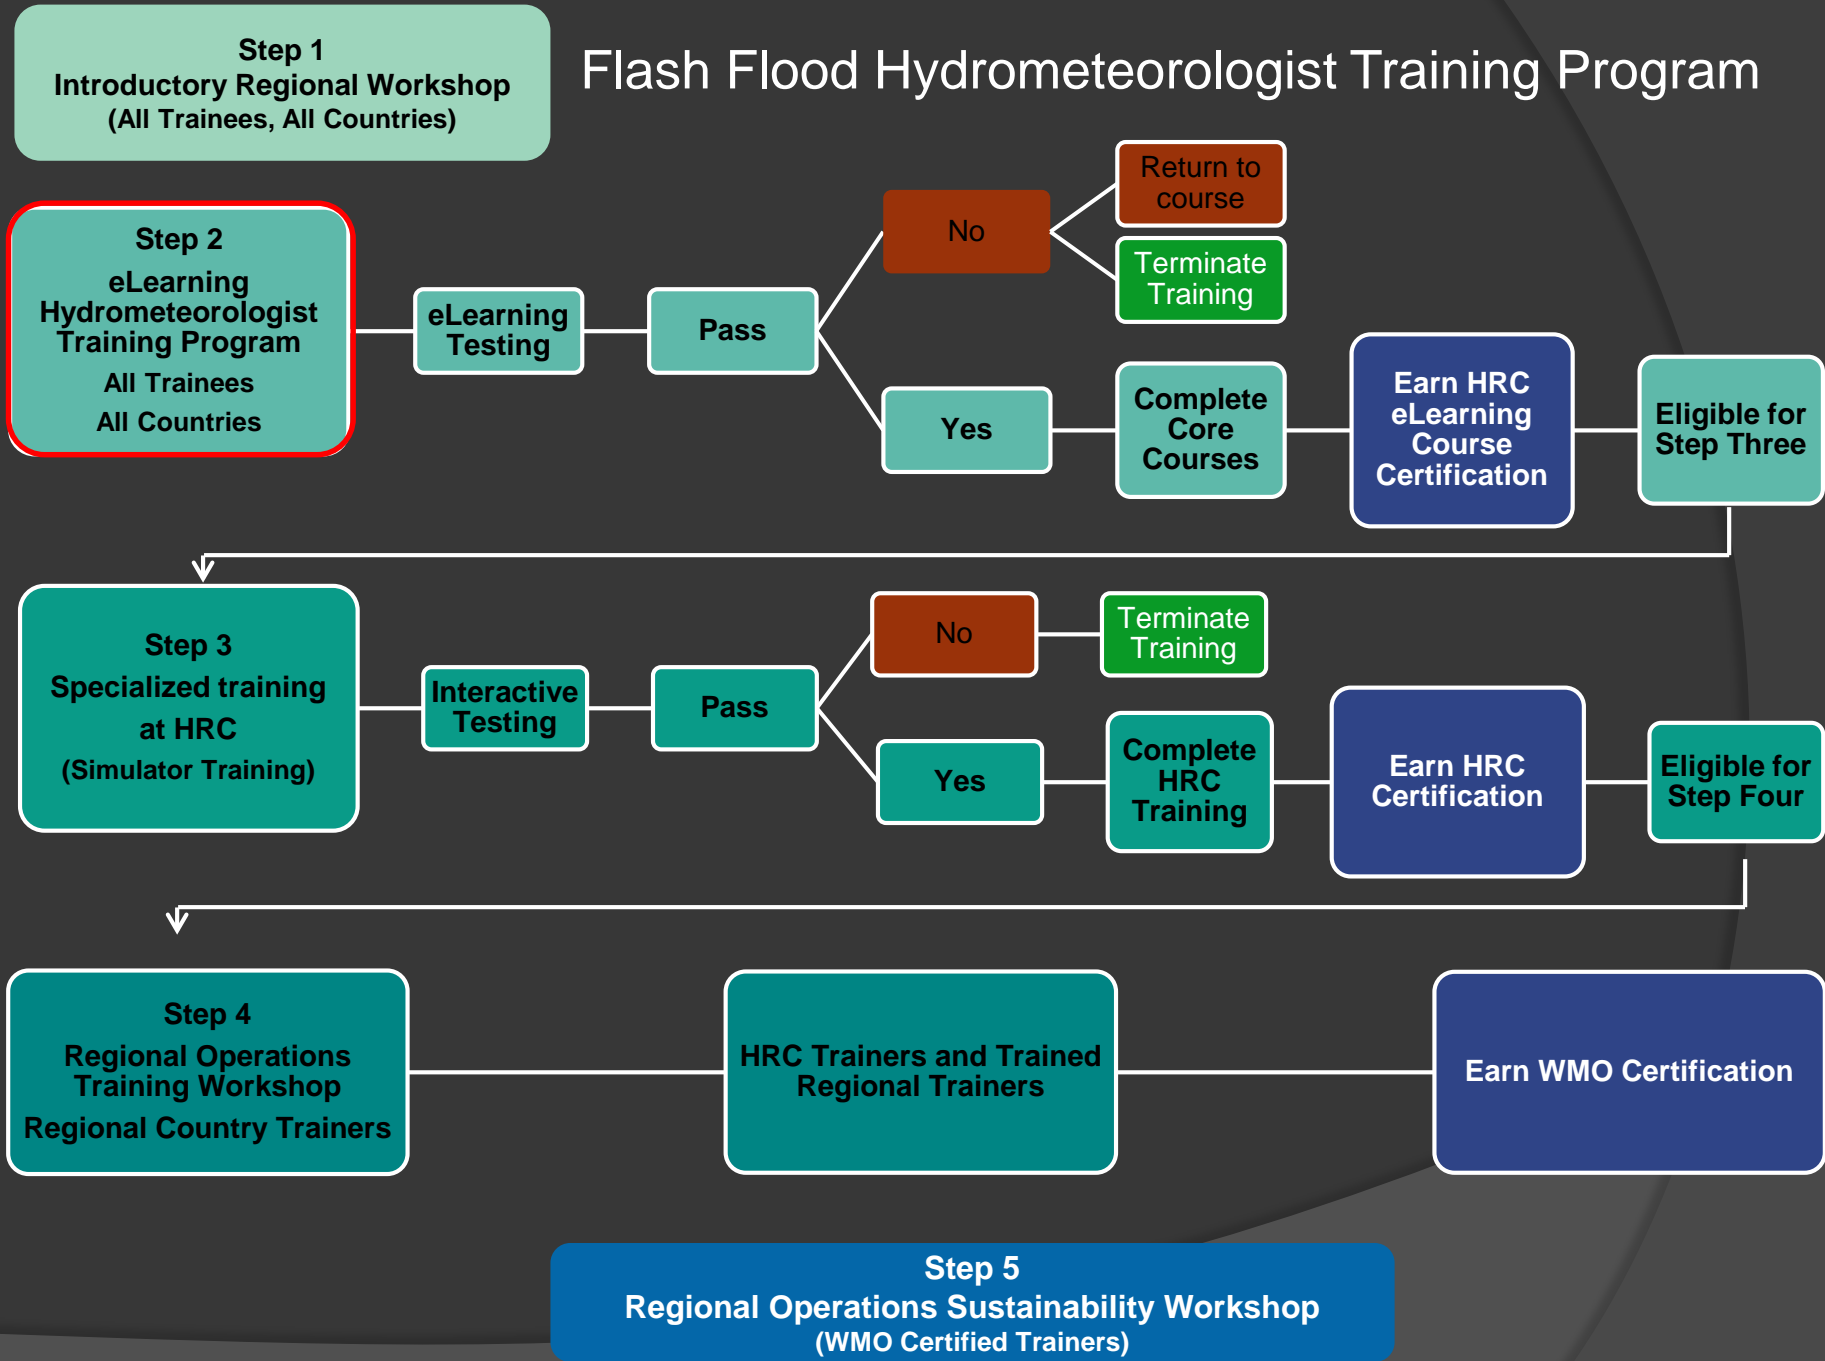 Step 1
Introductory Regional Workshop
(All Trainees, All Countries)
Flash Flood Hydrometeorologist Training Program
Step 2
eLearning
Hydrometeorologist
Training Program
All Trainees
All Countries
eLearning
Testing
Pass
No
Return to
course
Terminate
Training
Yes
Complete
Core
Courses
Earn HRC
eLearning
Course
Certification
Eligible for
Step Three
Step 3
Specialized training
at HRC
(Simulator Training)
Interactive
Testing
Pass
No
Terminate
Training
Yes
Complete
HRC
Training
Earn HRC
Certification
Eligible for
Step Four
Step 4
Regional Operations
Training Workshop
Regional Country Trainers
HRC Trainers and Trained
Regional Trainers
Earn WMO Certification
Step 5
Regional Operations Sustainability Workshop
(WMO Certified Trainers)